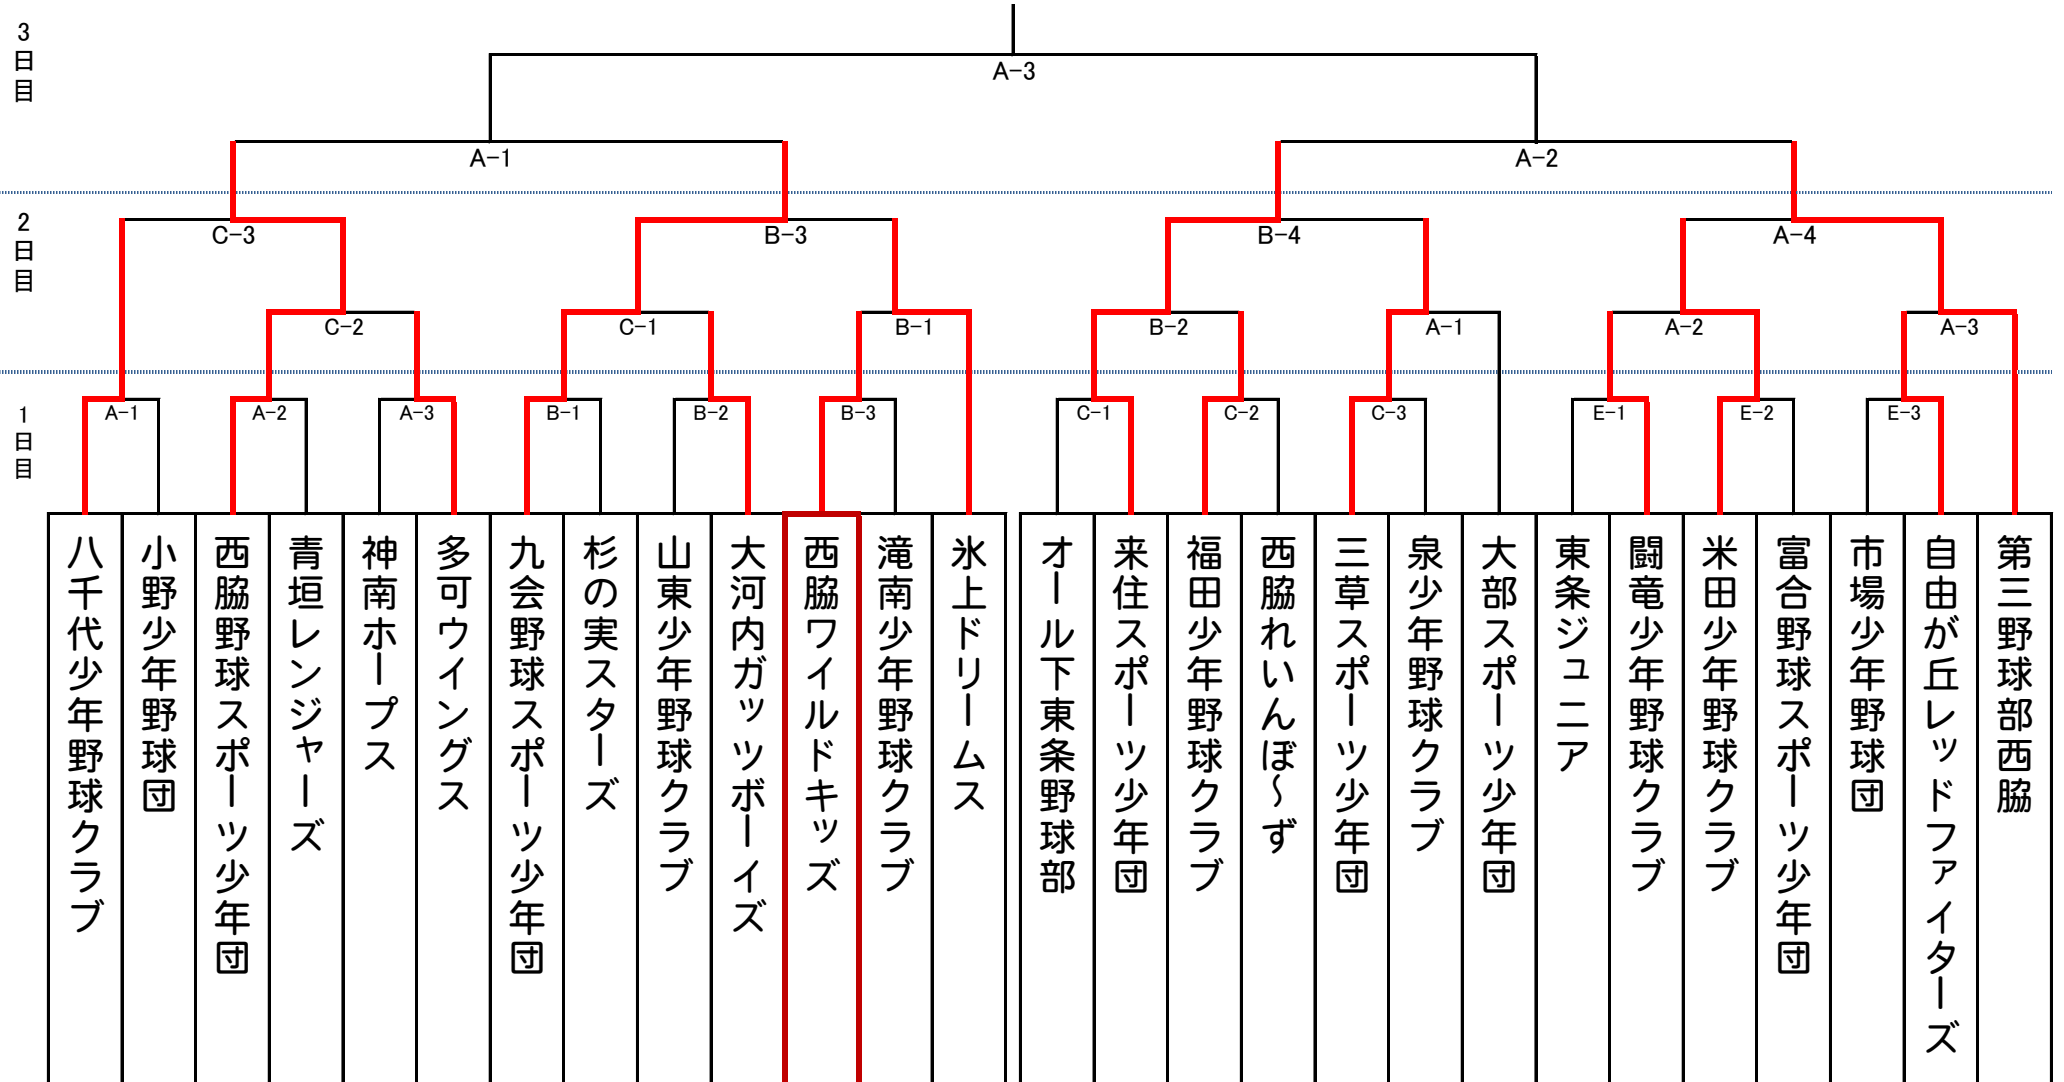 3日目
A-3
A-1
A-2
2日目
C-3
B-3
B-4
A-4
C-2
C-1
B-1
B-2
A-1
A-2
A-3
1日目
A-1
A-2
A-3
B-1
B-2
B-3
C-1
C-2
C-3
E-1
E-2
E-3
八千代少年野球クラブ
小野少年野球団
西脇野球スポーツ少年団
青垣レンジャーズ
神南ホープス
多可ウイングス
九会野球スポーツ少年団
杉の実スターズ
山東少年野球クラブ
大河内ガッツボーイズ
西脇ワイルドキッズ
滝南少年野球クラブ
氷上ドリームス
オール下東条野球部
来住スポーツ少年団
福田少年野球クラブ
西脇れいんぼ～ず
三草スポーツ少年団
泉少年野球クラブ
大部スポーツ少年団
東条ジュニア
闘竜少年野球クラブ
米田少年野球クラブ
富合野球スポーツ少年団
市場少年野球団
自由が丘レッドファイターズ
第三野球部西脇